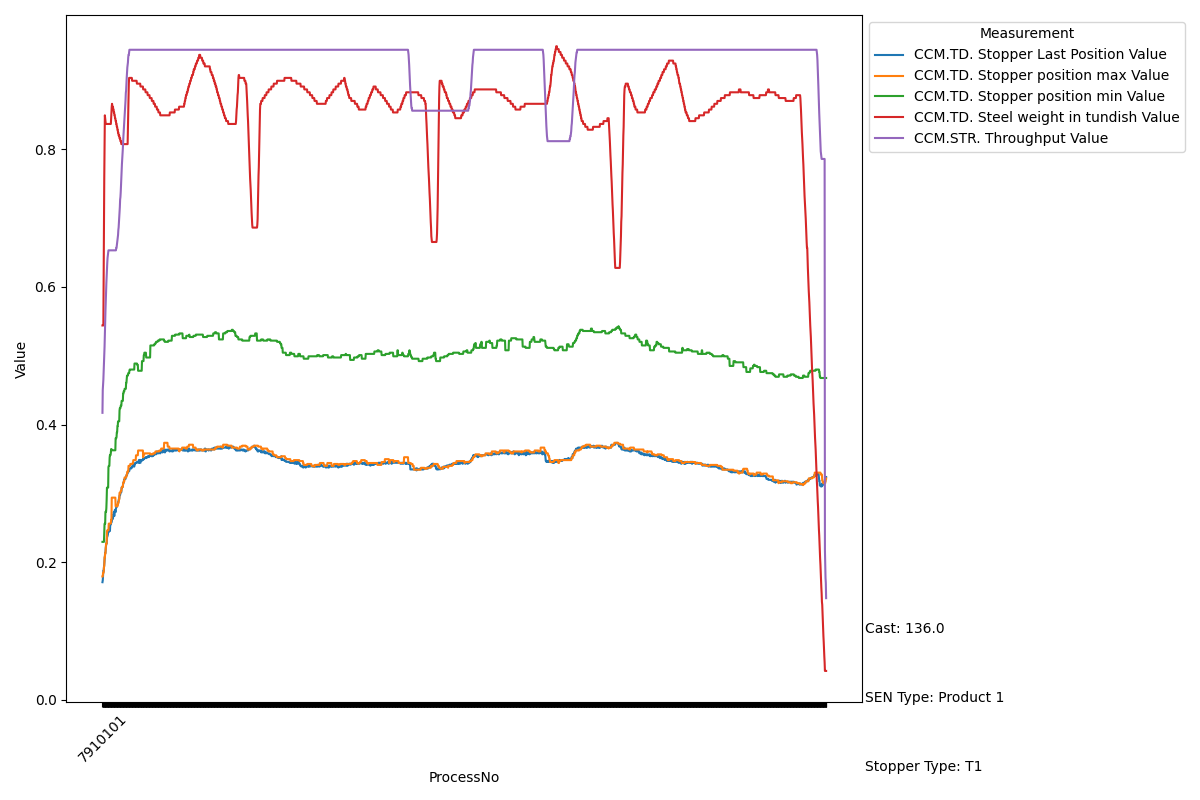 Measurement
CCM.TD. Stopper Last Position Value
CCM.TD. Stopper position max Value
CCM.TD. Stopper position min Value
CCM.TD. Steel weight in tundish Value
CCM.STR. Throughput Value
Value
0.8
0.6
0.4
0.2
0.0
7910101
ProcessNo
Cast: 136.0
SEN Type: Product 1
Stopper Type: T1